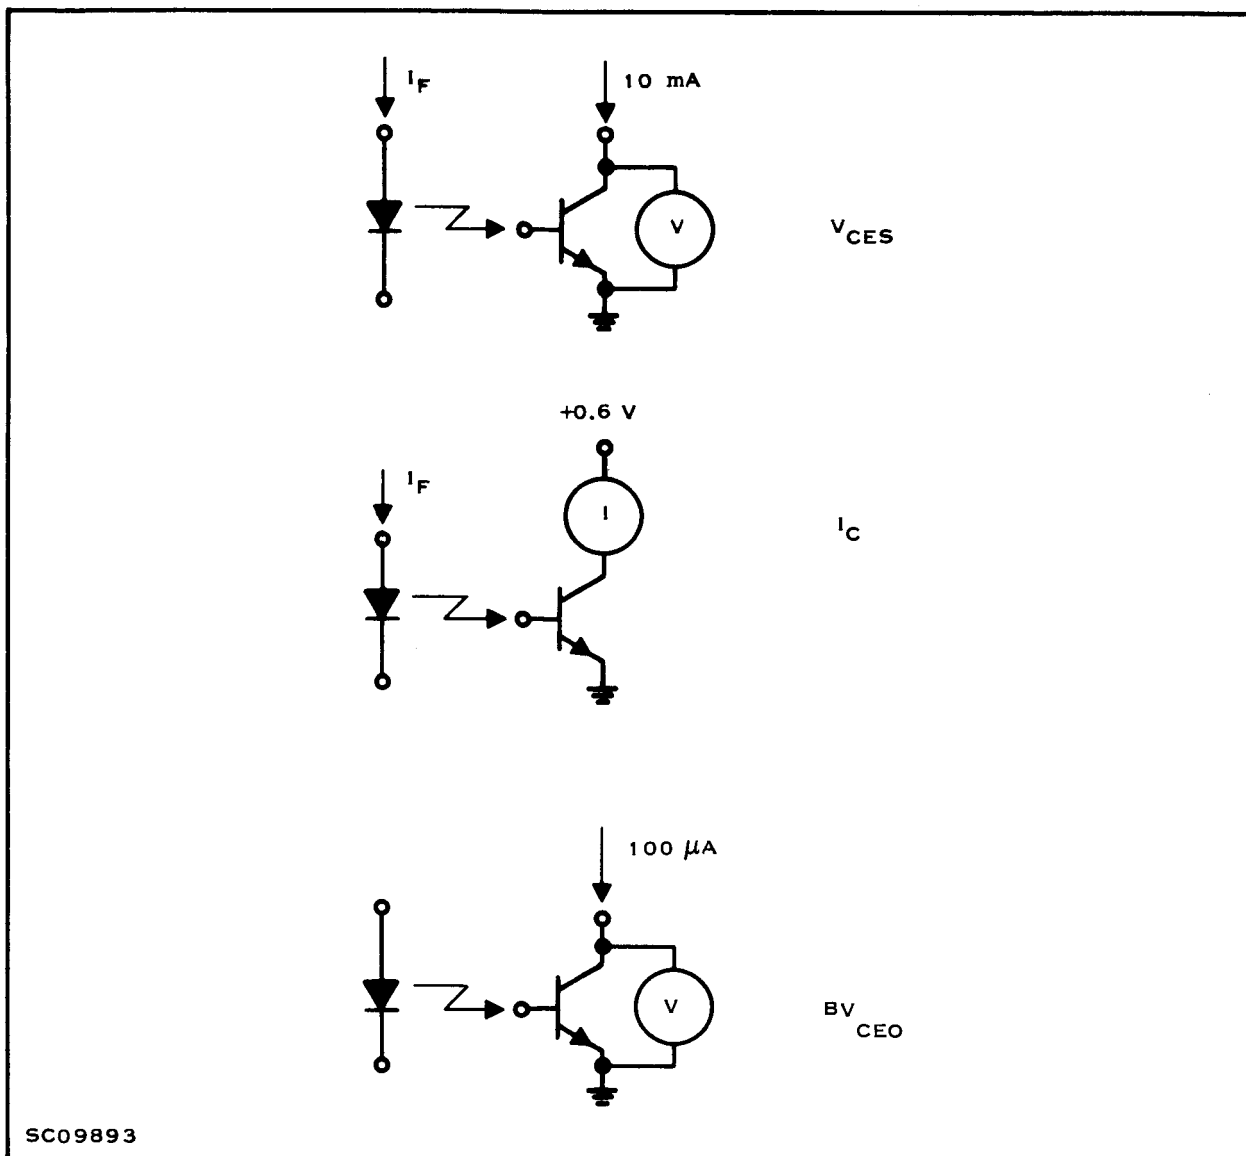 I_F
10 mA
V
V_CES
+0.6 V
I_F
I
I_C
100 μA
V
BV_CEO
SC09893